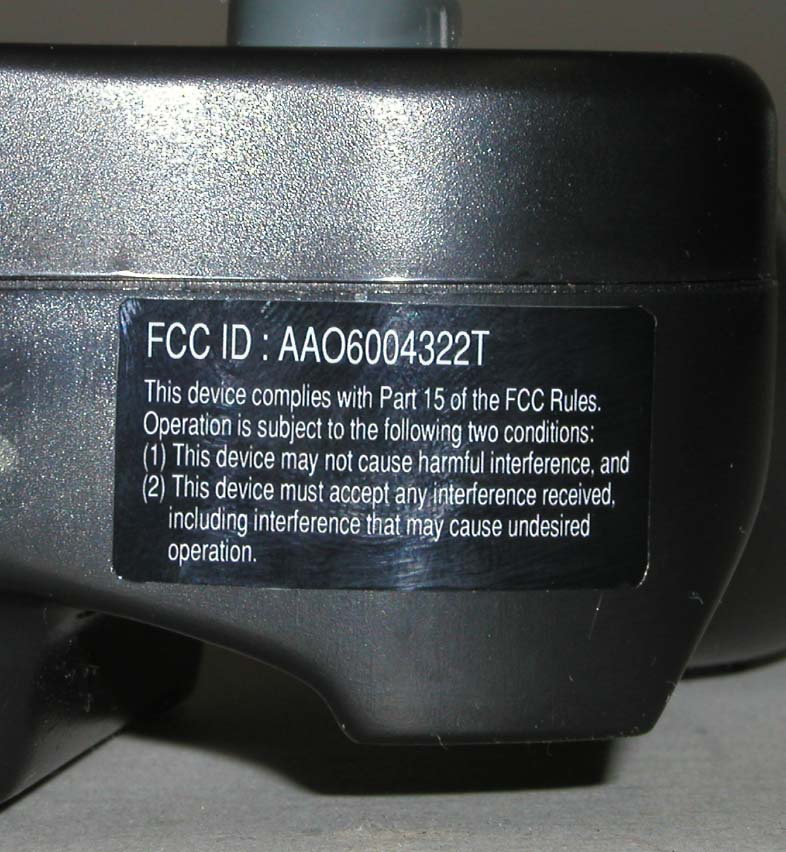 FCC ID : AAO6004322T
This device complies with Part 15 of the FCC Rules.
Operation is subject to the following two conditions:
(1) This device may not cause harmful interference, and
(2) This device must accept any interference received,
including interference that may cause undesired
operation.